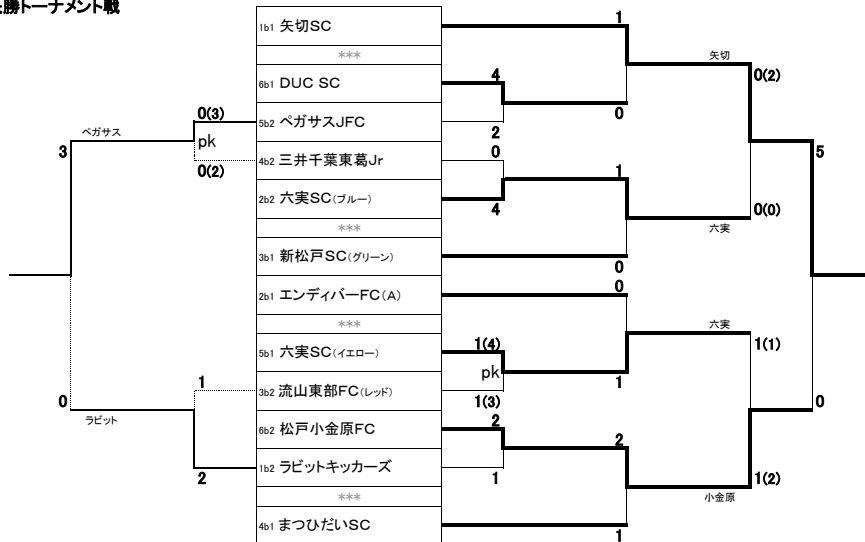 勝トーナメント戦
1b1 矢切SC
***
6b1 DUC SC
5b2 ペガサスJFC
4b2 三井千葉東葛Jr
2b2 六実SC(ブルー)
***
3b1 新松戸SC(グリーン)
2b1 エンディバーFC(A)
***
5b1 六実SC(イエロー)
3b2 流山東部FC(レッド)
6b2 松戸小金原FC
1b2 ラビットキッカーズ
***
4b1 まつひだいSC
ペガサス
3
0(3)
pk
0(2)
0
ラビット
1
2
4
2
0
4
1(4)
pk
1(3)
2
1
1
0
1
0
0
1
2
1
矢切
0(2)
六実
0(0)
六実
1(1)
小金原
1(2)
5
0